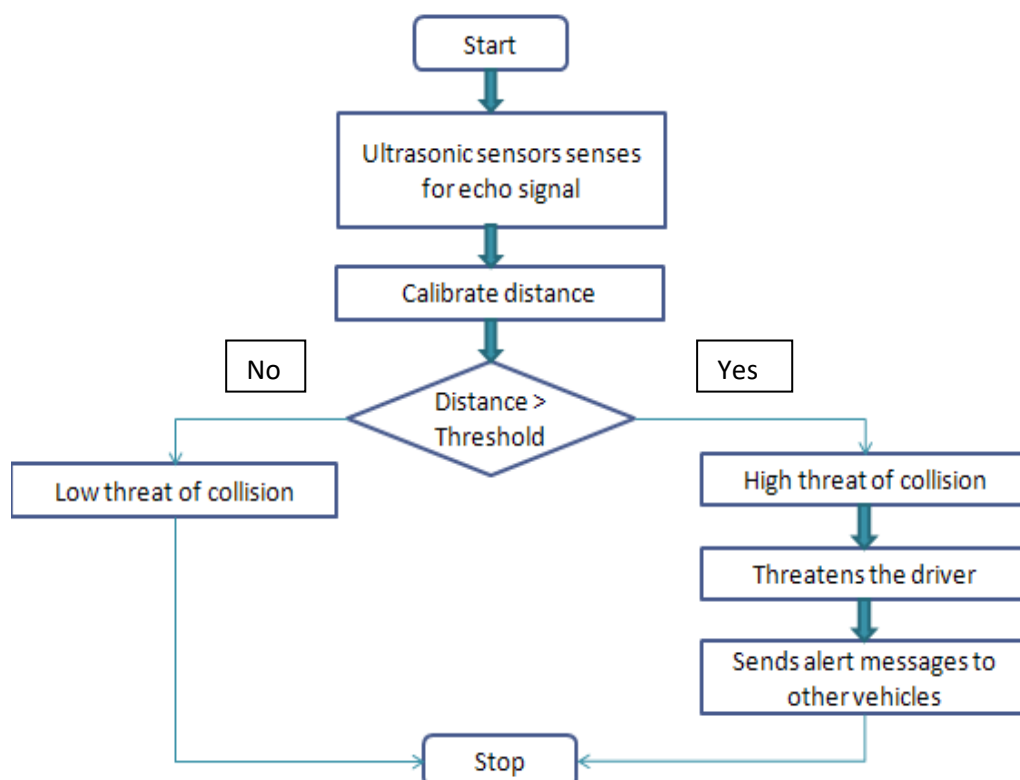 Start
Ultrasonic sensors senses
for echo signal
Calibrate distance
No
Yes
Distance >
Threshold
Low threat of collision
High threat of collision
Threatens the driver
Sends alert messages to
other vehicles
Stop